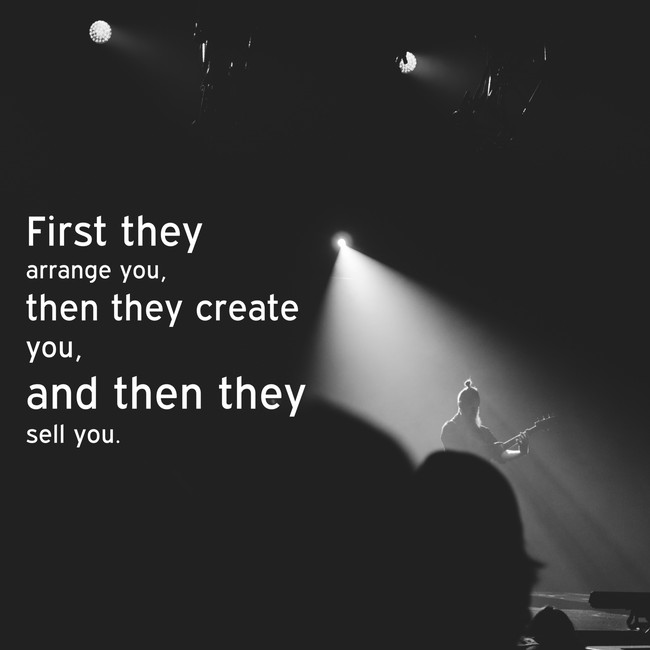 First they
arrange you,
then they create
you,
and then they
sell you.